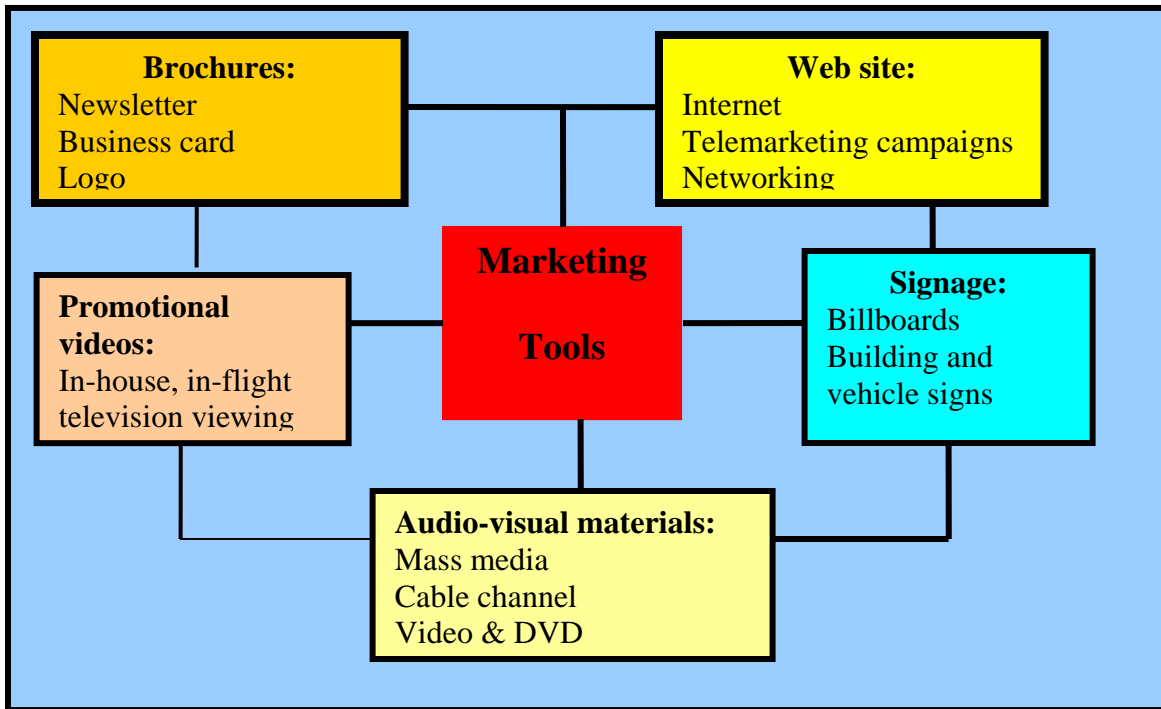 Brochures:
Newsletter
Business card
Logo
Web site:
Internet
Telemarketing campaigns
Networking
Marketing
Tools
Promotional
videos:
In-house, in-flight
television viewing
Signage:
Billboards
Building and
vehicle signs
Audio-visual materials:
Mass media
Cable channel
Video & DVD